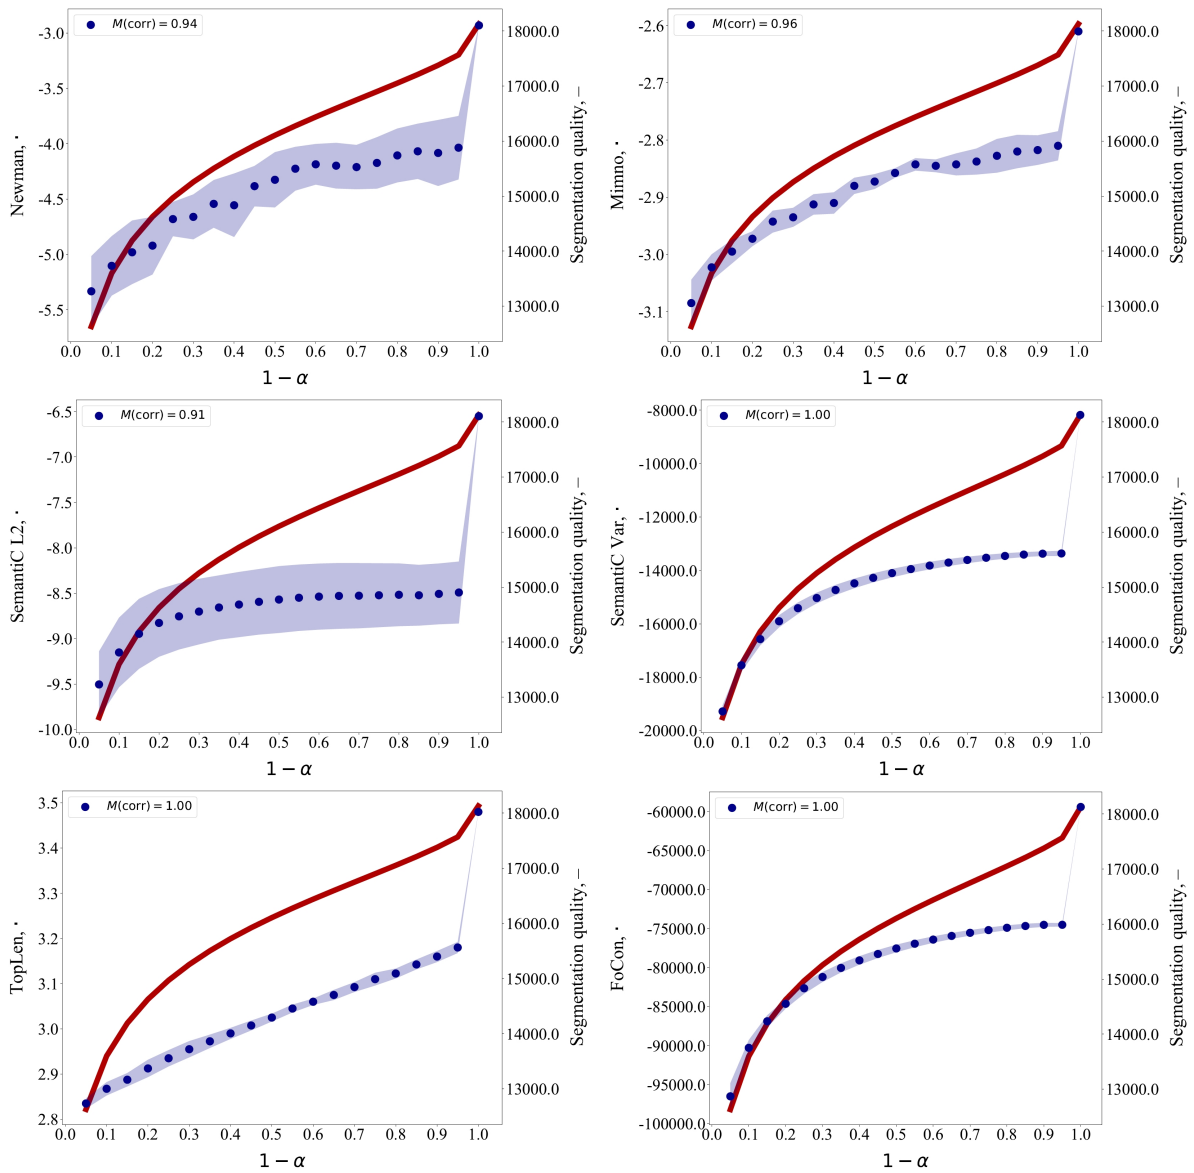 M(corr) = 0.94
Newman, ·
-3.0
-3.5
-4.0
-4.5
-5.0
-5.5
18000.0
17000.0
16000.0
15000.0
14000.0
13000.0
Segmentation quality, —
0.0 0.1 0.2 0.3 0.4 0.5 0.6 0.7 0.8 0.9 1.0
1 − α
M(corr) = 0.96
Mimno, ·
-2.6
-2.7
-2.8
-2.9
-3.0
-3.1
18000.0
17000.0
16000.0
15000.0
14000.0
13000.0
Segmentation quality, —
0.0 0.1 0.2 0.3 0.4 0.5 0.6 0.7 0.8 0.9 1.0
1 − α
M(corr) = 0.91
SemantiC L2, ·
-6.5
-7.0
-7.5
-8.0
-8.5
-9.0
-9.5
-10.0
18000.0
17000.0
16000.0
15000.0
14000.0
13000.0
Segmentation quality, —
0.0 0.1 0.2 0.3 0.4 0.5 0.6 0.7 0.8 0.9 1.0
1 − α
M(corr) = 1.00
SemantiC Var, ·
-8000.0
-10000.0
-12000.0
-14000.0
-16000.0
-18000.0
-20000.0
18000.0
17000.0
16000.0
15000.0
14000.0
13000.0
Segmentation quality, —
0.0 0.1 0.2 0.3 0.4 0.5 0.6 0.7 0.8 0.9 1.0
1 − α
M(corr) = 1.00
TopLen, ·
3.5
3.4
3.3
3.2
3.1
3.0
2.9
2.8
18000.0
17000.0
16000.0
15000.0
14000.0
13000.0
Segmentation quality, —
0.0 0.1 0.2 0.3 0.4 0.5 0.6 0.7 0.8 0.9 1.0
1 − α
M(corr) = 1.00
FoCon, ·
-60000.0
-65000.0
-70000.0
-75000.0
-80000.0
-85000.0
-90000.0
-95000.0
-100000.0
18000.0
17000.0
16000.0
15000.0
14000.0
13000.0
Segmentation quality, —
0.0 0.1 0.2 0.3 0.4 0.5 0.6 0.7 0.8 0.9 1.0
1 − α